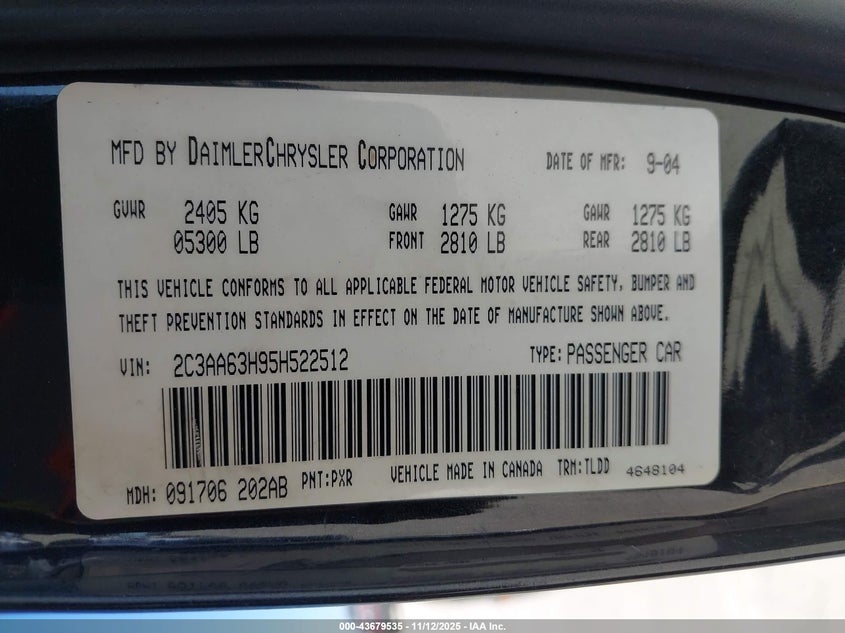 MFD BY DAIMLERCHRYSLER CORPORATION DATE OF MFR: 9-04
GVWR 2405 KG GAWR 1275 KG GAWR 1275 KG
05300 LB FRONT 2810 LB REAR 2810 LB
THIS VEHICLE CONFORMS TO ALL APPLICABLE FEDERAL MOTOR VEHICLE SAFETY, BUMPER AND
THEFT PREVENTION STANDARDS IN EFFECT ON THE DATE OF MANUFACTURE SHOWN ABOVE.
VIN: 2C3AA63H95H522512 TYPE: PASSENGER CAR
MDH: 091706 202AB PNT:PXR VEHICLE MADE IN CANADA TRM:TLDD 4648104
000-43679535 - 11/12/2025 - IAA Inc.